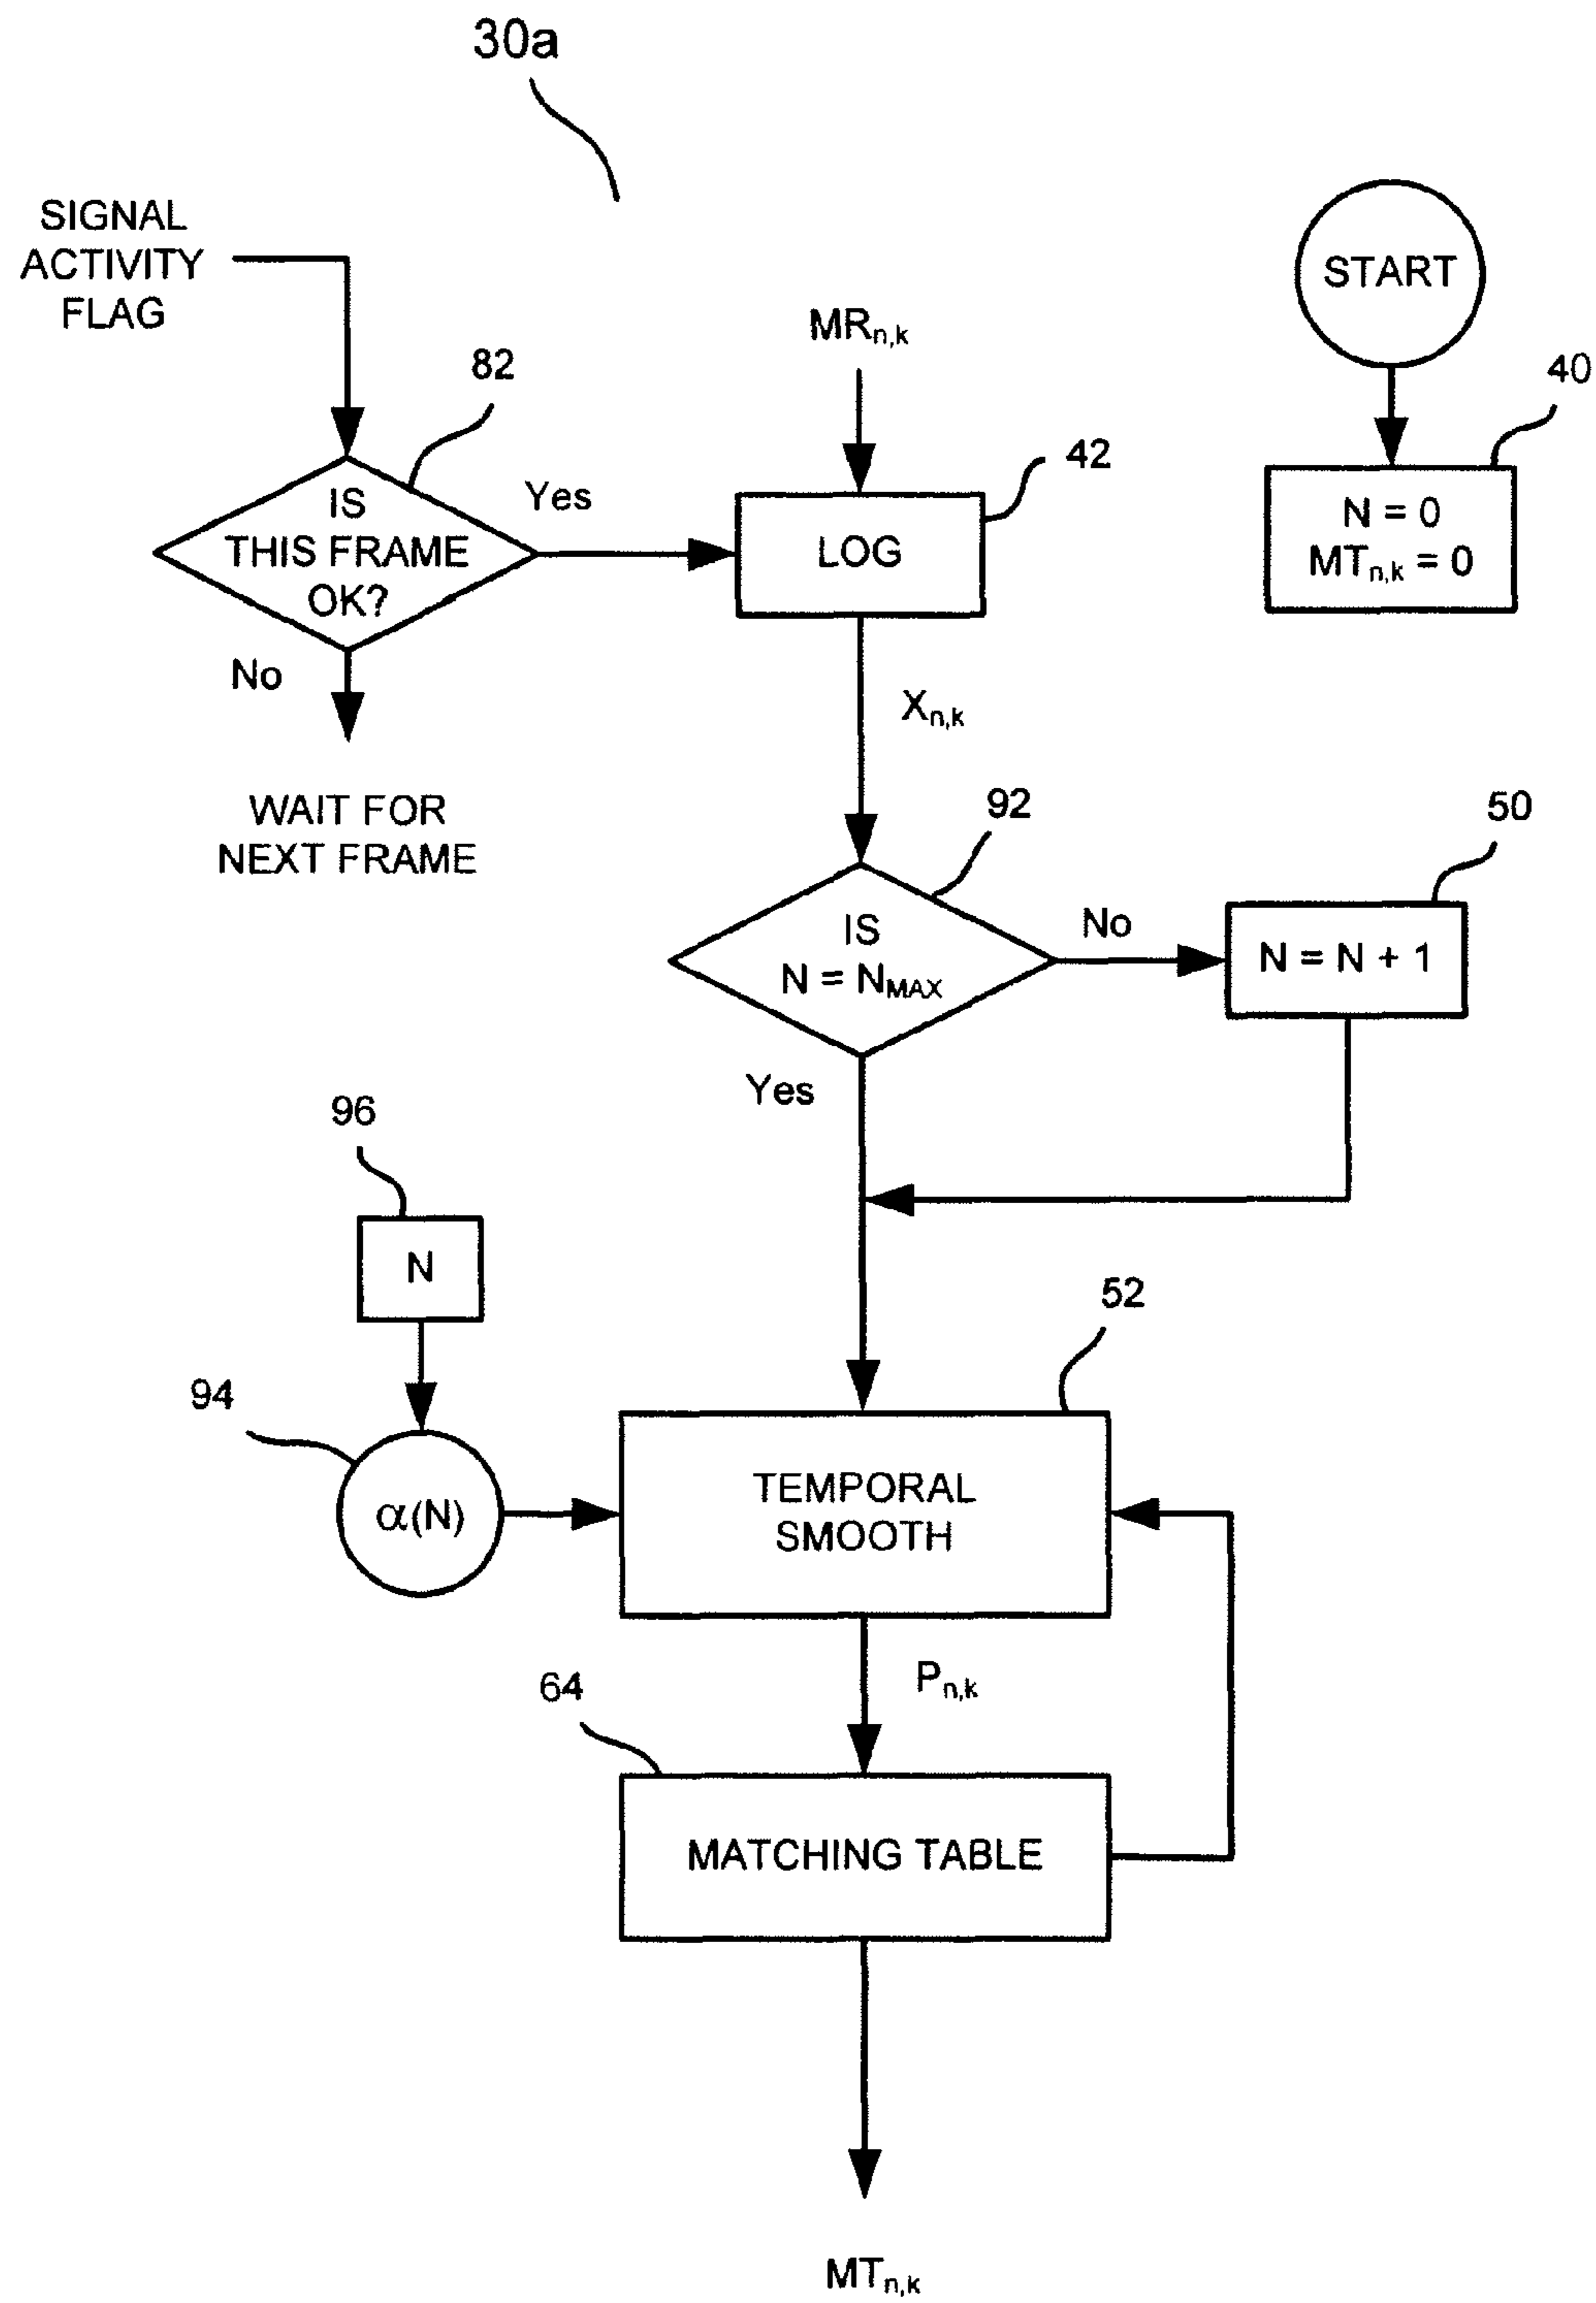 30a
SIGNAL
ACTIVITY
FLAG
START
MRn,k
40
82
42
IS
THIS FRAME
OK?
Yes
LOG
N = 0
MTn,k = 0
No
Xn,k
WAIT FOR
NEXT FRAME
92
50
IS
N = NMAX
No
N = N + 1
Yes
96
N
52
94
α(N)
TEMPORAL
SMOOTH
Pn,k
64
MATCHING TABLE
MTn,k